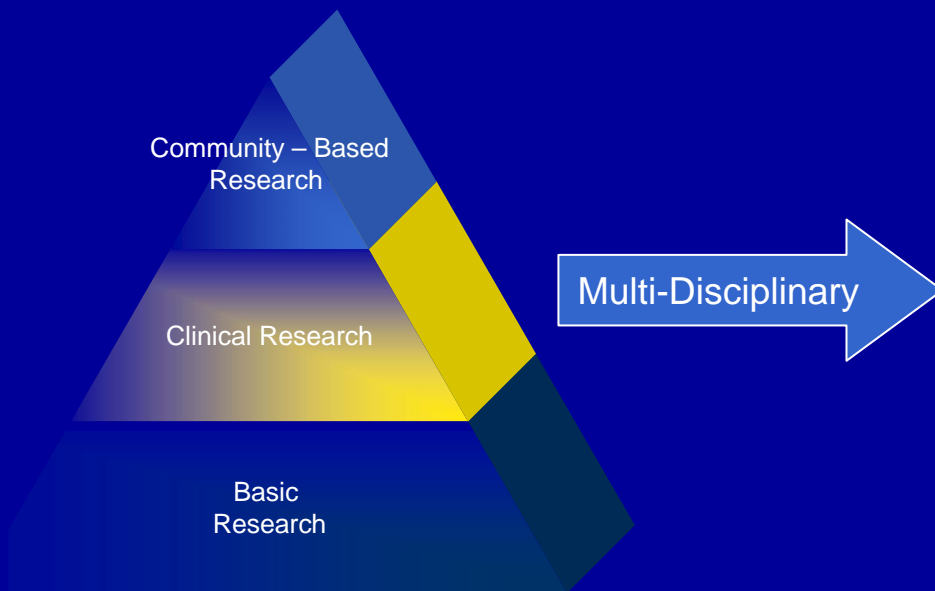 Community – Based
Research
Clinical Research
Multi-Disciplinary
Basic
Research